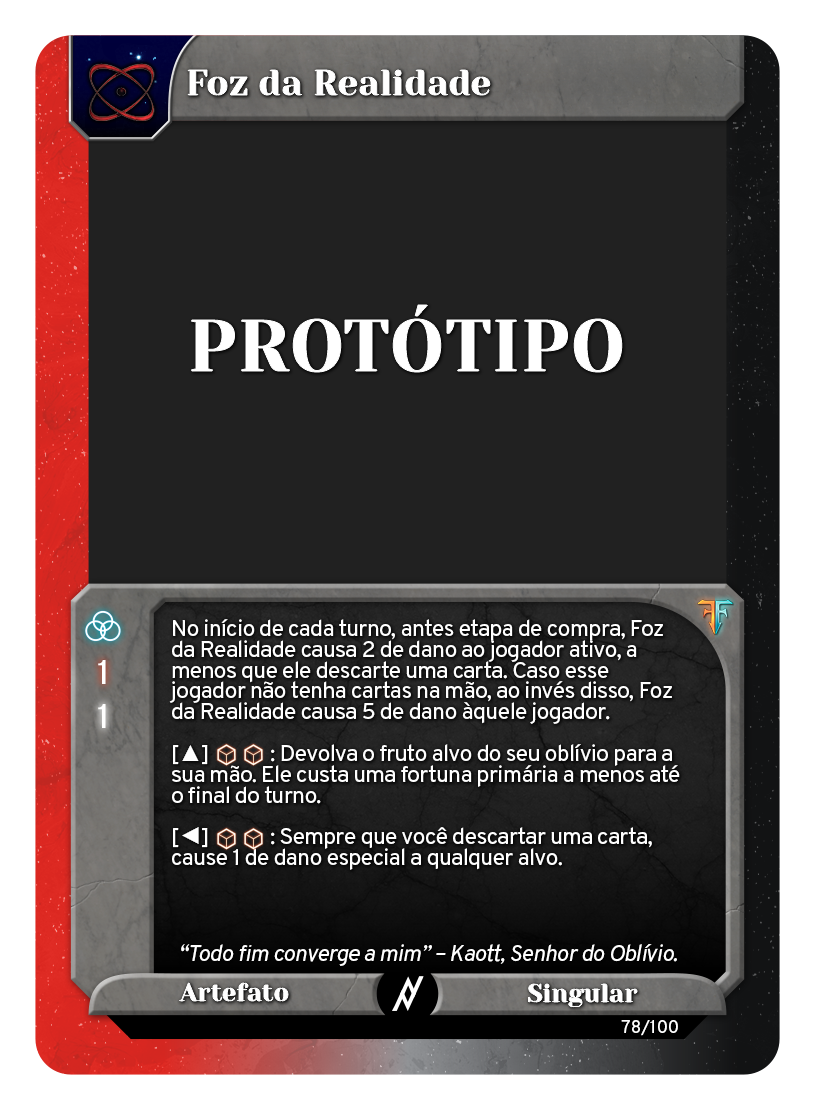 Foz da Realidade
PROTÓTIPO
1
1
No início de cada turno, antes etapa de compra, Foz
da Realidade causa 2 de dano ao jogador ativo, a
menos que ele descarte uma carta. Caso esse
jogador não tenha cartas na mão, ao invés disso, Foz
da Realidade causa 5 de dano àquele jogador.
[▲] : Devolva o fruto alvo do seu oblívio para a
sua mão. Ele custa uma fortuna primária a menos até
o final do turno.
[◀] : Sempre que você descartar uma carta,
cause 1 de dano especial a qualquer alvo.
“Todo fim converge a mim” – Kaott, Senhor do Oblívio.
Artefato
Singular
78/100